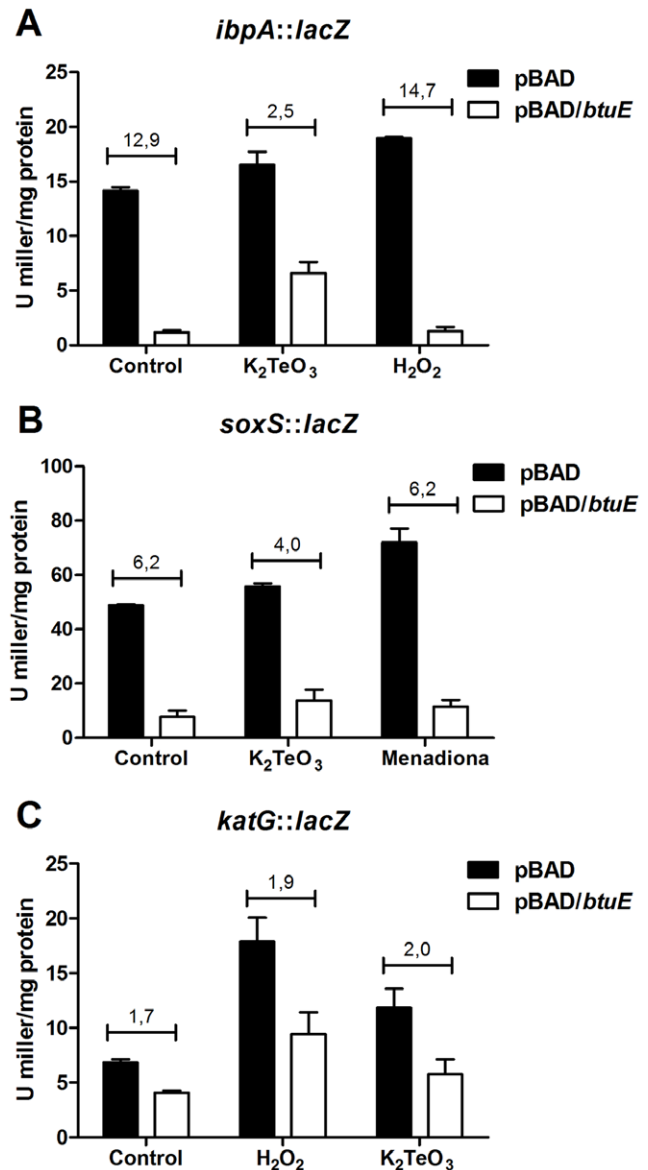 A
ibpA::lacZ
U miller/mg protein
25
20
15
10
5
0
12,9
2,5
14,7
pBAD
pBAD/btuE
Control
K₂TeO₃
H₂O₂
B
soxS::lacZ
U miller/mg protein
100
80
60
40
20
0
6,2
4,0
6,2
pBAD
pBAD/btuE
Control
K₂TeO₃
Menadiona
C
katG::lacZ
U miller/mg protein
25
20
15
10
5
0
1,7
1,9
2,0
pBAD
pBAD/btuE
Control
H₂O₂
K₂TeO₃